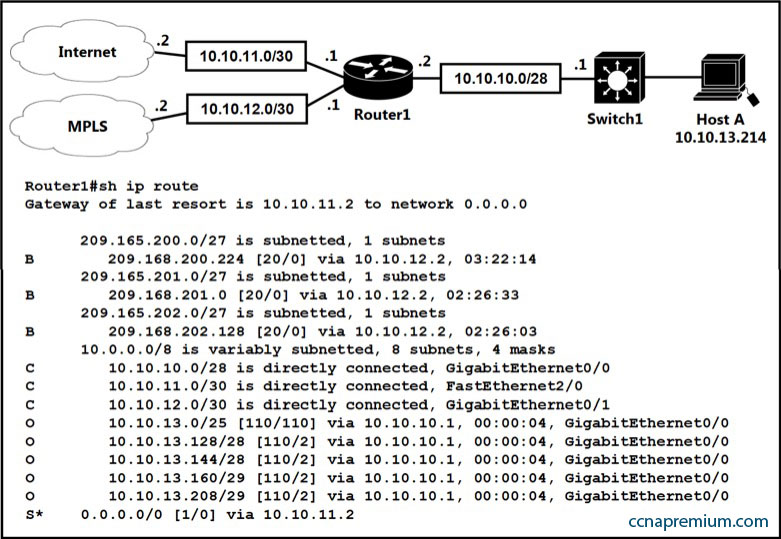 Internet
.2
10.10.11.0/30
.1
.2
10.10.10.0/28
.1
.2
10.10.12.0/30
.1
MPLS
Router1
Switch1
Host A
10.10.13.214
Router1#sh ip route
Gateway of last resort is 10.10.11.2 to network 0.0.0.0
209.165.200.0/27 is subnetted, 1 subnets
B 209.168.200.224 [20/0] via 10.10.12.2, 03:22:14
209.165.201.0/27 is subnetted, 1 subnets
B 209.168.201.0 [20/0] via 10.10.12.2, 02:26:33
209.165.202.0/27 is subnetted, 1 subnets
B 209.168.202.128 [20/0] via 10.10.12.2, 02:26:03
10.0.0.0/8 is variably subnetted, 8 subnets, 4 masks
C 10.10.10.0/28 is directly connected, GigabitEthernet0/0
C 10.10.11.0/30 is directly connected, FastEthernet2/0
C 10.10.12.0/30 is directly connected, GigabitEthernet0/1
O 10.10.13.0/25 [110/110] via 10.10.10.1, 00:00:04, GigabitEthernet0/0
O 10.10.13.128/28 [110/2] via 10.10.10.1, 00:00:04, GigabitEthernet0/0
O 10.10.13.144/28 [110/2] via 10.10.10.1, 00:00:04, GigabitEthernet0/0
O 10.10.13.160/29 [110/2] via 10.10.10.1, 00:00:04, GigabitEthernet0/0
O 10.10.13.208/29 [110/2] via 10.10.10.1, 00:00:04, GigabitEthernet0/0
S* 0.0.0.0/0 [1/0] via 10.10.11.2
ccnapremium.com